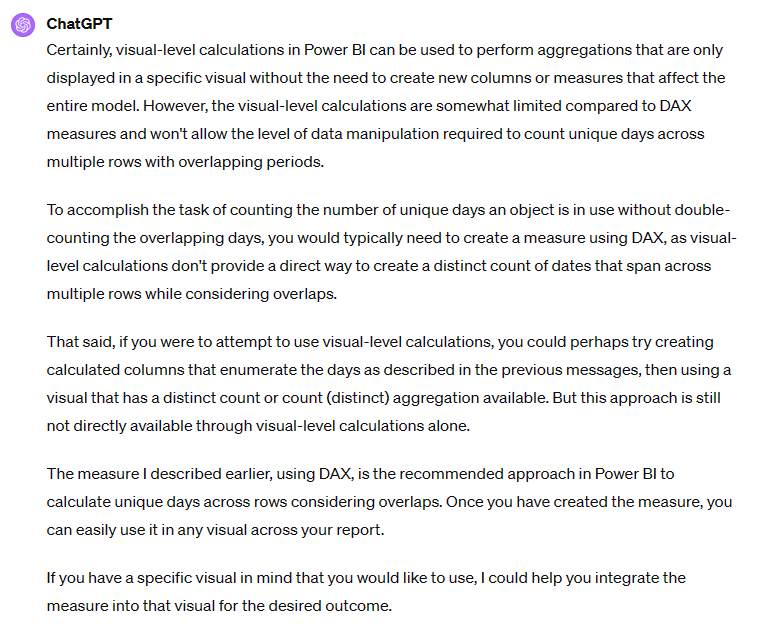 ChatGPT
Certainly, visual-level calculations in Power BI can be used to perform aggregations that are only
displayed in a specific visual without the need to create new columns or measures that affect the
entire model. However, the visual-level calculations are somewhat limited compared to DAX
measures and won't allow the level of data manipulation required to count unique days across
multiple rows with overlapping periods.
To accomplish the task of counting the number of unique days an object is in use without double-
counting the overlapping days, you would typically need to create a measure using DAX, as visual-
level calculations don't provide a direct way to create a distinct count of dates that span across
multiple rows while considering overlaps.
That said, if you were to attempt to use visual-level calculations, you could perhaps try creating
calculated columns that enumerate the days as described in the previous messages, then using a
visual that has a distinct count or count (distinct) aggregation available. But this approach is still
not directly available through visual-level calculations alone.
The measure I described earlier, using DAX, is the recommended approach in Power BI to
calculate unique days across rows considering overlaps. Once you have created the measure, you
can easily use it in any visual across your report.
If you have a specific visual in mind that you would like to use, I could help you integrate the
measure into that visual for the desired outcome.